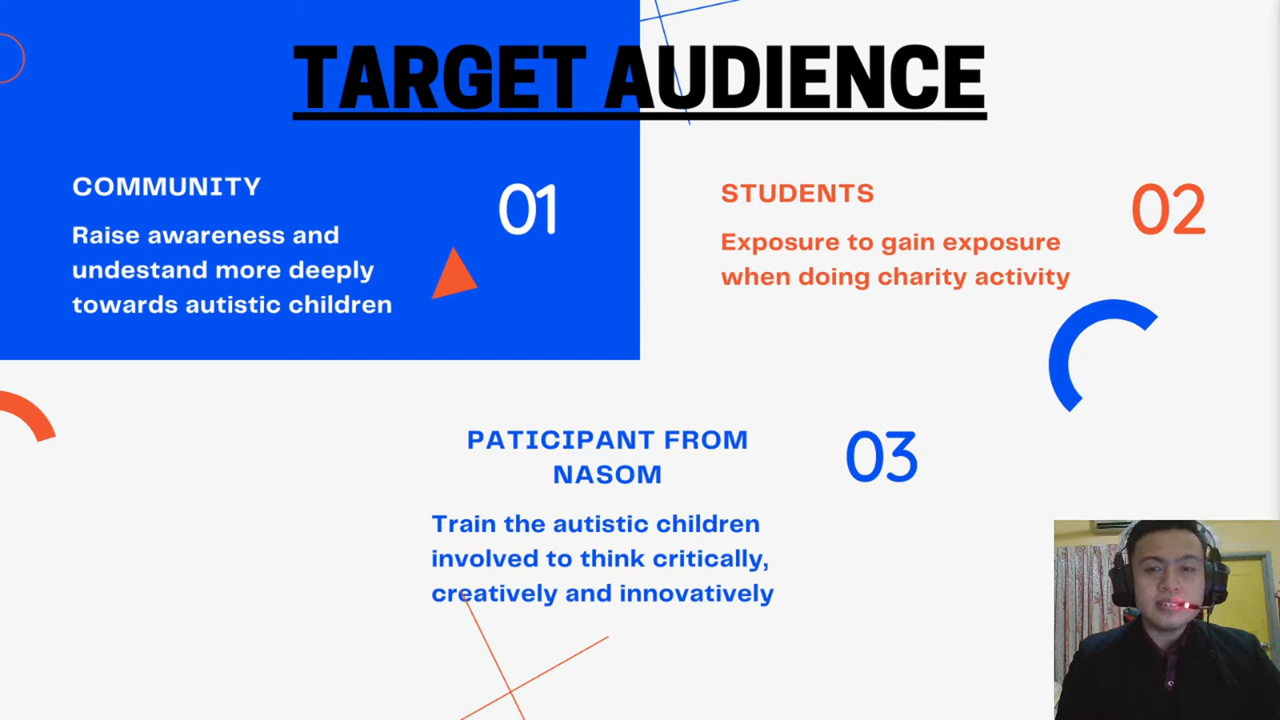 TARGET AUDIENCE
COMMUNITY
01
Raise awareness and
undestand more deeply
towards autistic children
STUDENTS
02
Exposure to gain exposure
when doing charity activity
PATICIPANT FROM
NASOM
03
Train the autistic children
involved to think critically,
creatively and innovatively